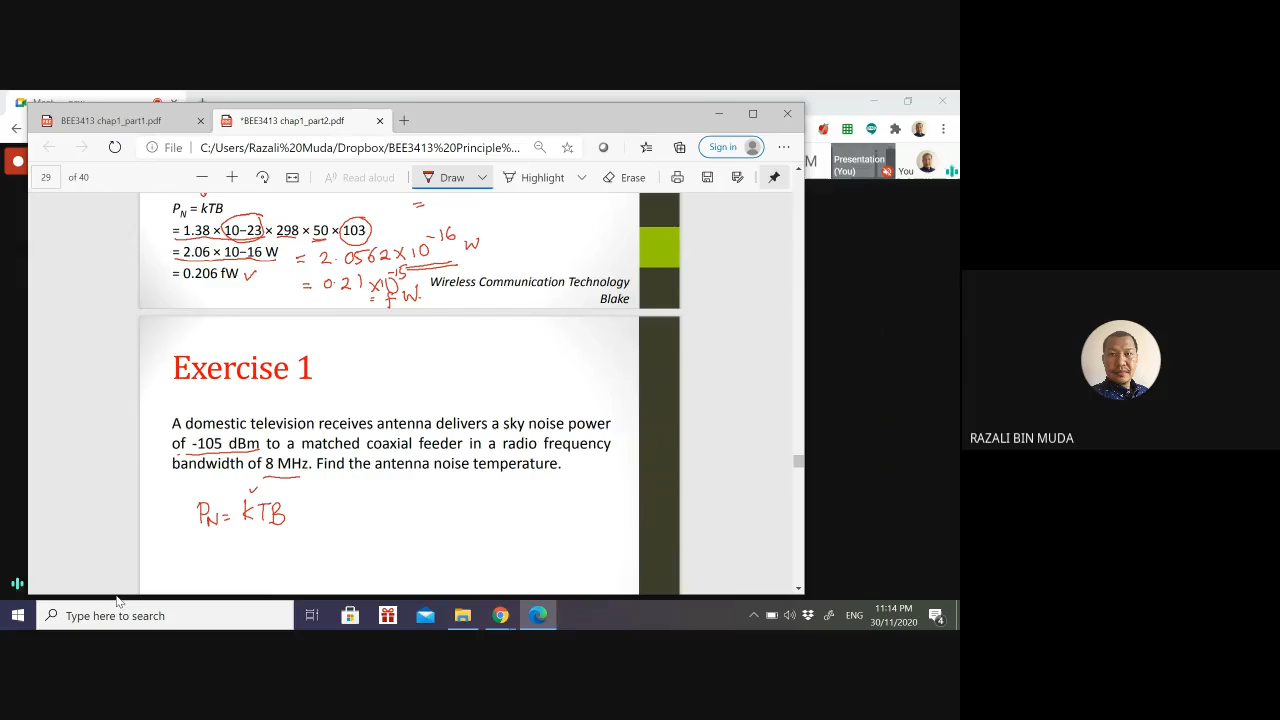 BEE3413 chap1_part1.pdf
*BEE3413 chap1_part2.pdf
File
C:/Users/Razali%20Muda/Dropbox/BEE3413%20Principle%...
Sign in
29 of 40
Read aloud
Draw
Highlight
Erase
M
Presentation
(You)
You
=
PN = kTB
= 1.38 × 10–23 × 298 × 50 × 103
= 2.06 × 10–16 W
= 2.0562 × 10-16 W
= 0.206 fW ✓
= 0.21 × 10-15
= f W.
Wireless Communication Technology
Blake
Exercise 1
A domestic television receives antenna delivers a sky noise power
of -105 dBm to a matched coaxial feeder in a radio frequency
bandwidth of 8 MHz. Find the antenna noise temperature.
PN = kTB
RAZALI BIN MUDA
Type here to search
ENG
11:14 PM
30/11/2020
4